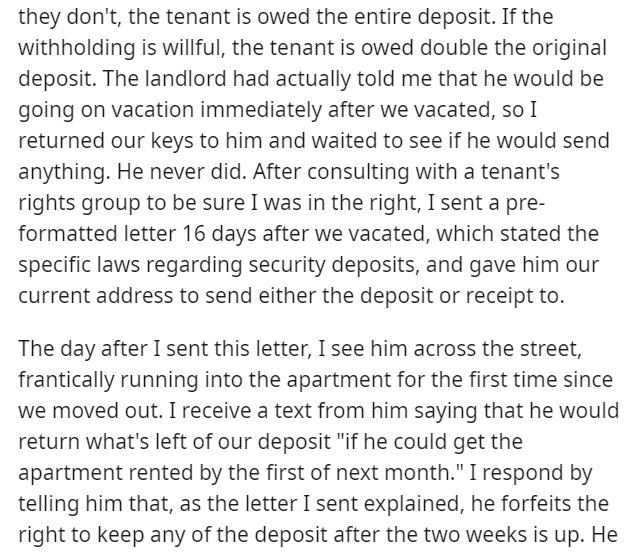 they don't, the tenant is owed the entire deposit. If the
withholding is willful, the tenant is owed double the original
deposit. The landlord had actually told me that he would be
going on vacation immediately after we vacated, so I
returned our keys to him and waited to see if he would send
anything. He never did. After consulting with a tenant's
rights group to be sure I was in the right, I sent a pre-
formatted letter 16 days after we vacated, which stated the
specific laws regarding security deposits, and gave him our
current address to send either the deposit or receipt to.
The day after I sent this letter, I see him across the street,
frantically running into the apartment for the first time since
we moved out. I receive a text from him saying that he would
return what's left of our deposit "if he could get the
apartment rented by the first of next month." I respond by
telling him that, as the letter I sent explained, he forfeits the
right to keep any of the deposit after the two weeks is up. He